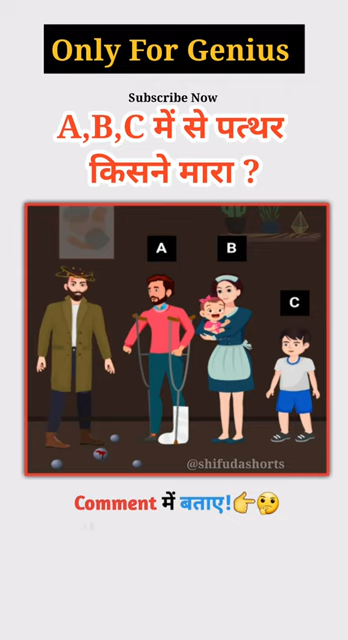 Only For Genius
Subscribe Now
A,B,C में से पत्थर
किसने मारा ?
A
B
C
@shifudashorts
Comment में बताए!👉🤔